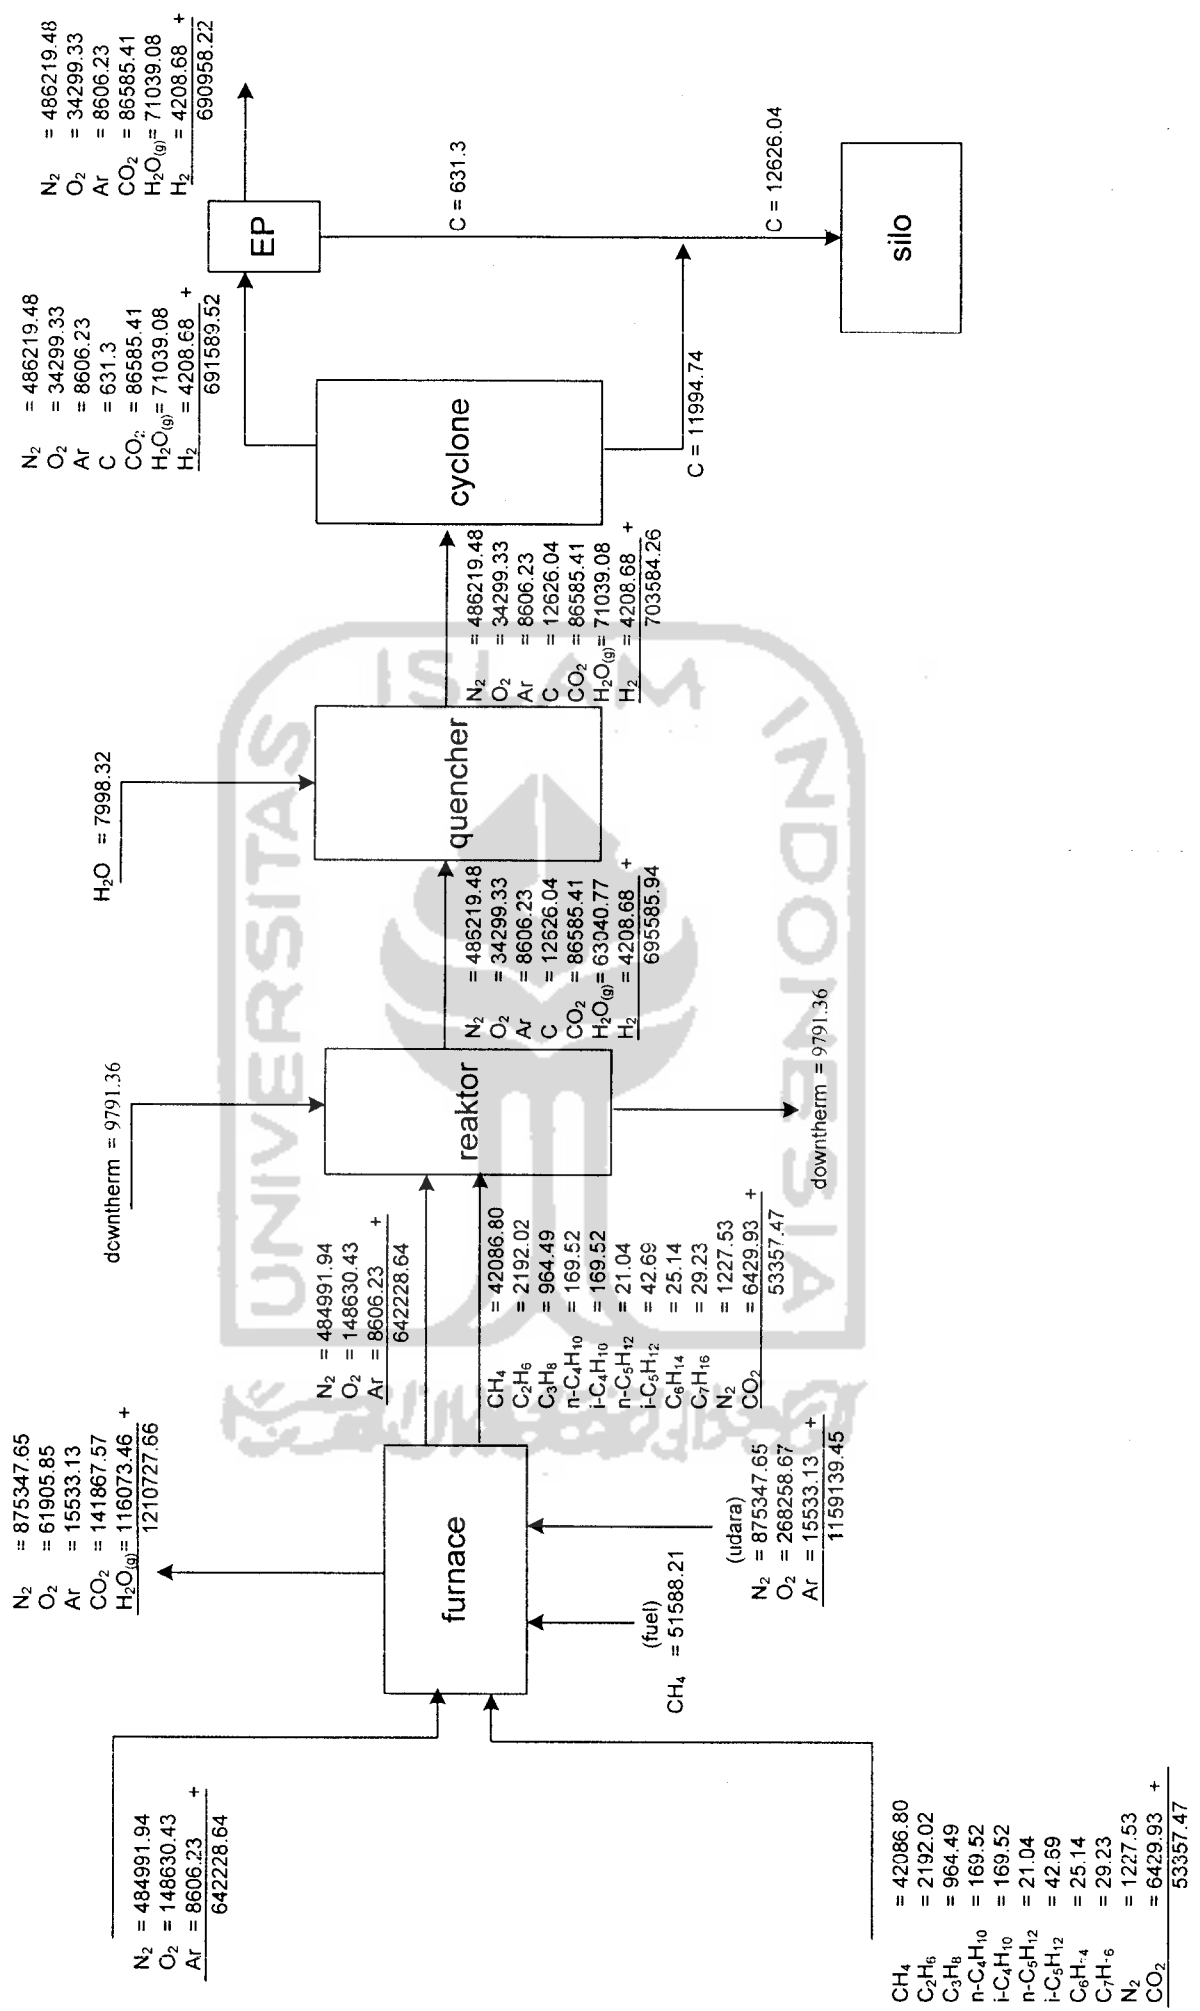 N₂ = 484991.94
O₂ = 148630.43
Ar = 8606.23 +
642228.64
CH₄ = 42086.80
C₂H₆ = 2192.02
C₃H₈ = 964.49
n-C₄H₁₀ = 169.52
i-C₄H₁₀ = 169.52
n-C₅H₁₂ = 21.04
i-C₅H₁₂ = 42.69
C₆H₁₄ = 25.14
C₇H₁₆ = 29.23
N₂ = 1227.53
CO₂ = 6429.93 +
53357.47
N₂ = 875347.65
O₂ = 61905.85
Ar = 15533.13
CO₂ = 141867.57
H₂O₍g₎ = 116073.46 +
1210727.66
furnace
(fuel)
CH₄ = 51588.21
(udara)
N₂ = 875347.65
O₂ = 268258.67
Ar = 15533.13 +
1159139.45
N₂ = 484991.94
O₂ = 148630.43
Ar = 8606.23 +
642228.64
CH₄ = 42086.80
C₂H₆ = 2192.02
C₃H₈ = 964.49
n-C₄H₁₀ = 169.52
i-C₄H₁₀ = 169.52
n-C₅H₁₂ = 21.04
i-C₅H₁₂ = 42.69
C₆H₁₄ = 25.14
C₇H₁₆ = 29.23
N₂ = 1227.53
CO₂ = 6429.93 +
53357.47
downtherm = 9791.36
reaktor
downtherm = 9791.36
N₂ = 486219.48
O₂ = 34299.33
Ar = 8606.23
C = 12626.04
CO₂ = 86585.41
H₂O₍g₎ = 63040.77
H₂ = 4208.68 +
695585.94
H₂O = 7998.32
quencher
N₂ = 486219.48
O₂ = 34299.33
Ar = 8606.23
C = 12626.04
CO₂ = 86585.41
H₂O₍g₎ = 71039.08
H₂ = 4208.68 +
703584.26
cyclone
C = 11994.74
N₂ = 486219.48
O₂ = 34299.33
Ar = 8606.23
C = 631.3
CO₂ = 86585.41
H₂O₍g₎ = 71039.08
H₂ = 4208.68 +
691589.52
EP
N₂ = 486219.48
O₂ = 34299.33
Ar = 8606.23
CO₂ = 86585.41
H₂O₍g₎ = 71039.08
H₂ = 4208.68 +
690958.22
C = 631.3
C = 12626.04
silo
UNIVERSITAS
ISLAM
INDONESIA